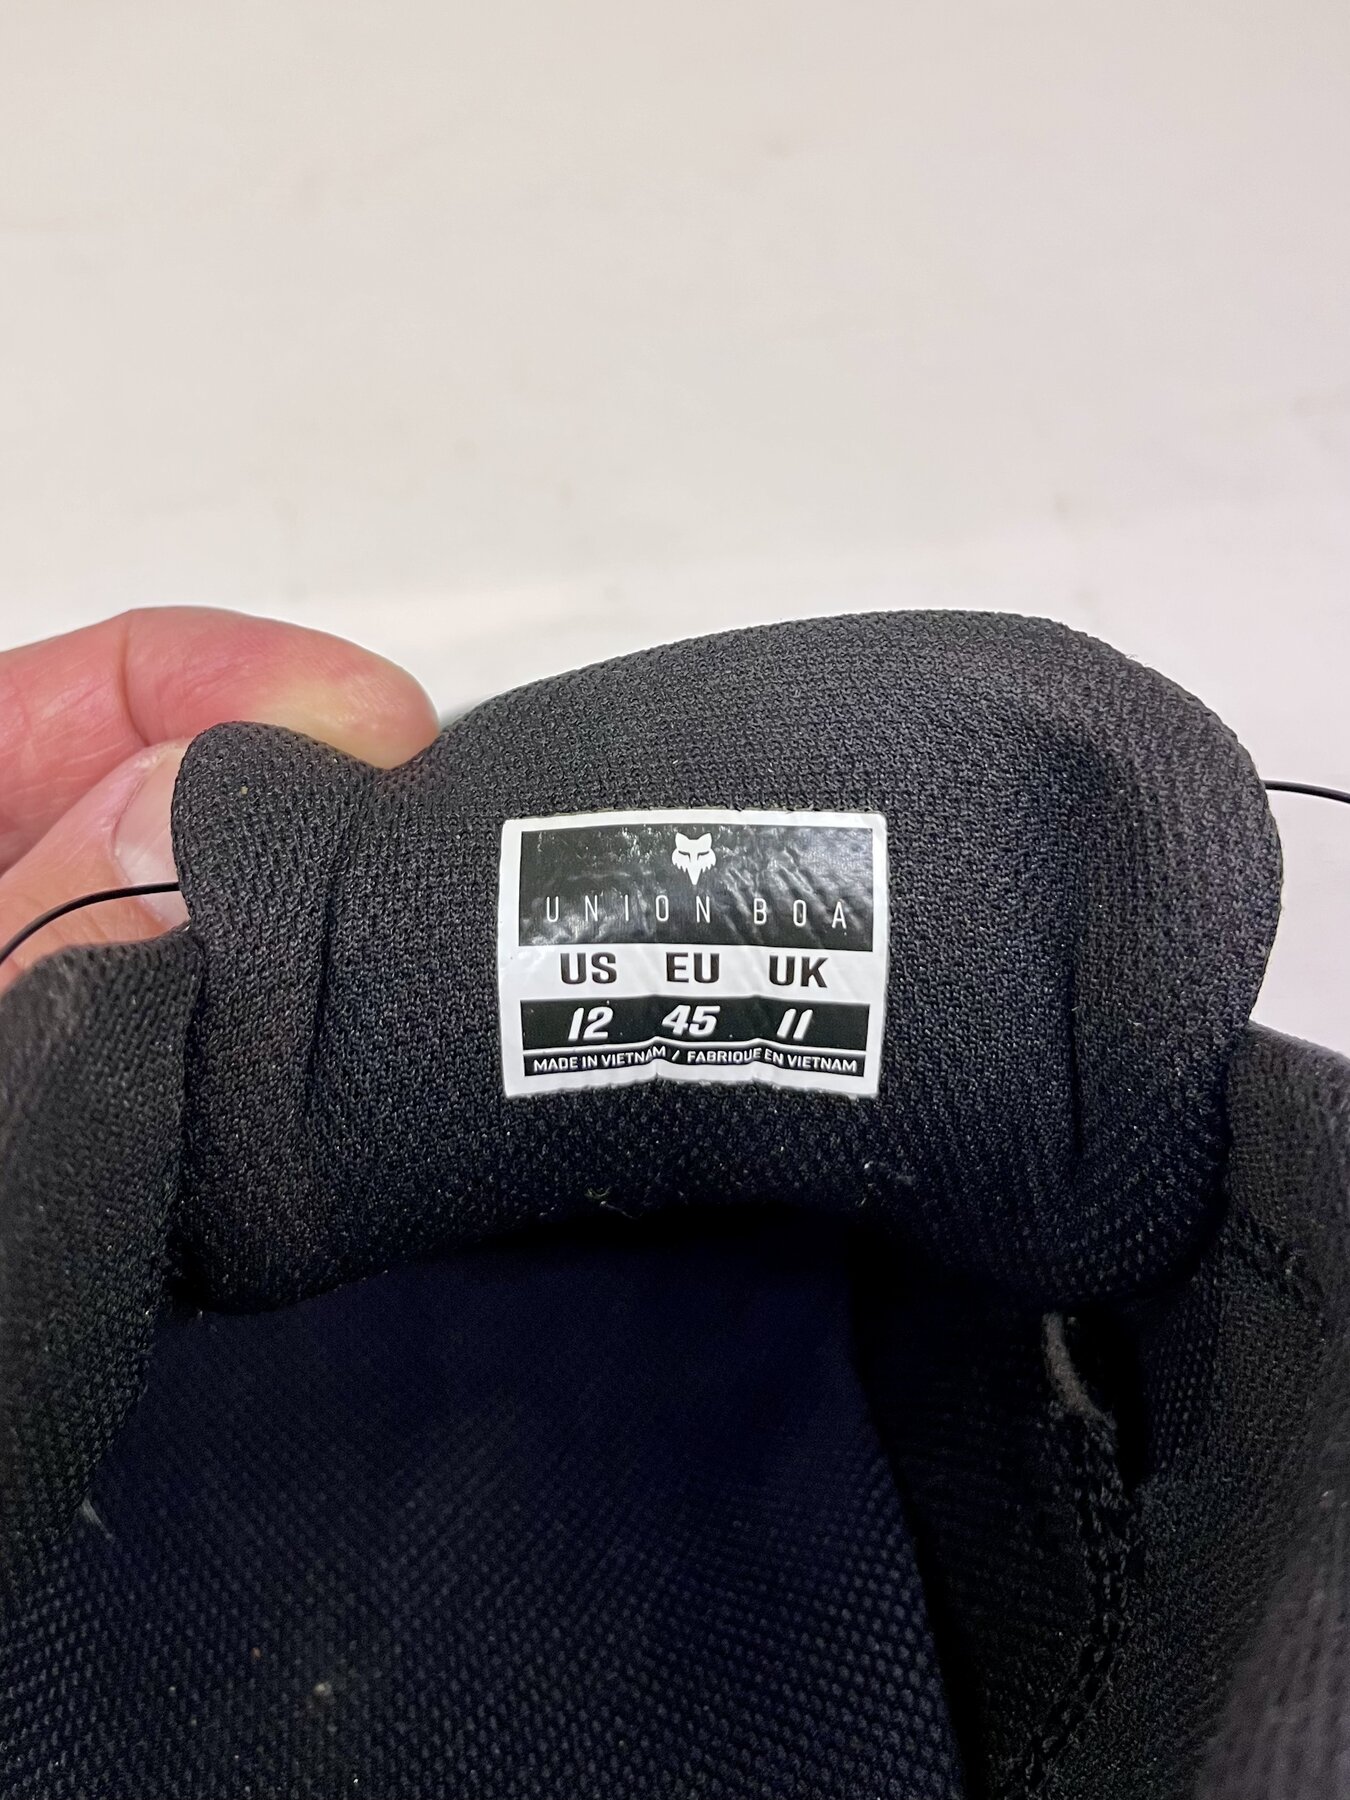 UNION BOA
US EU UK
12 45 11
MADE IN VIETNAM / FABRIQUE EN VIETNAM